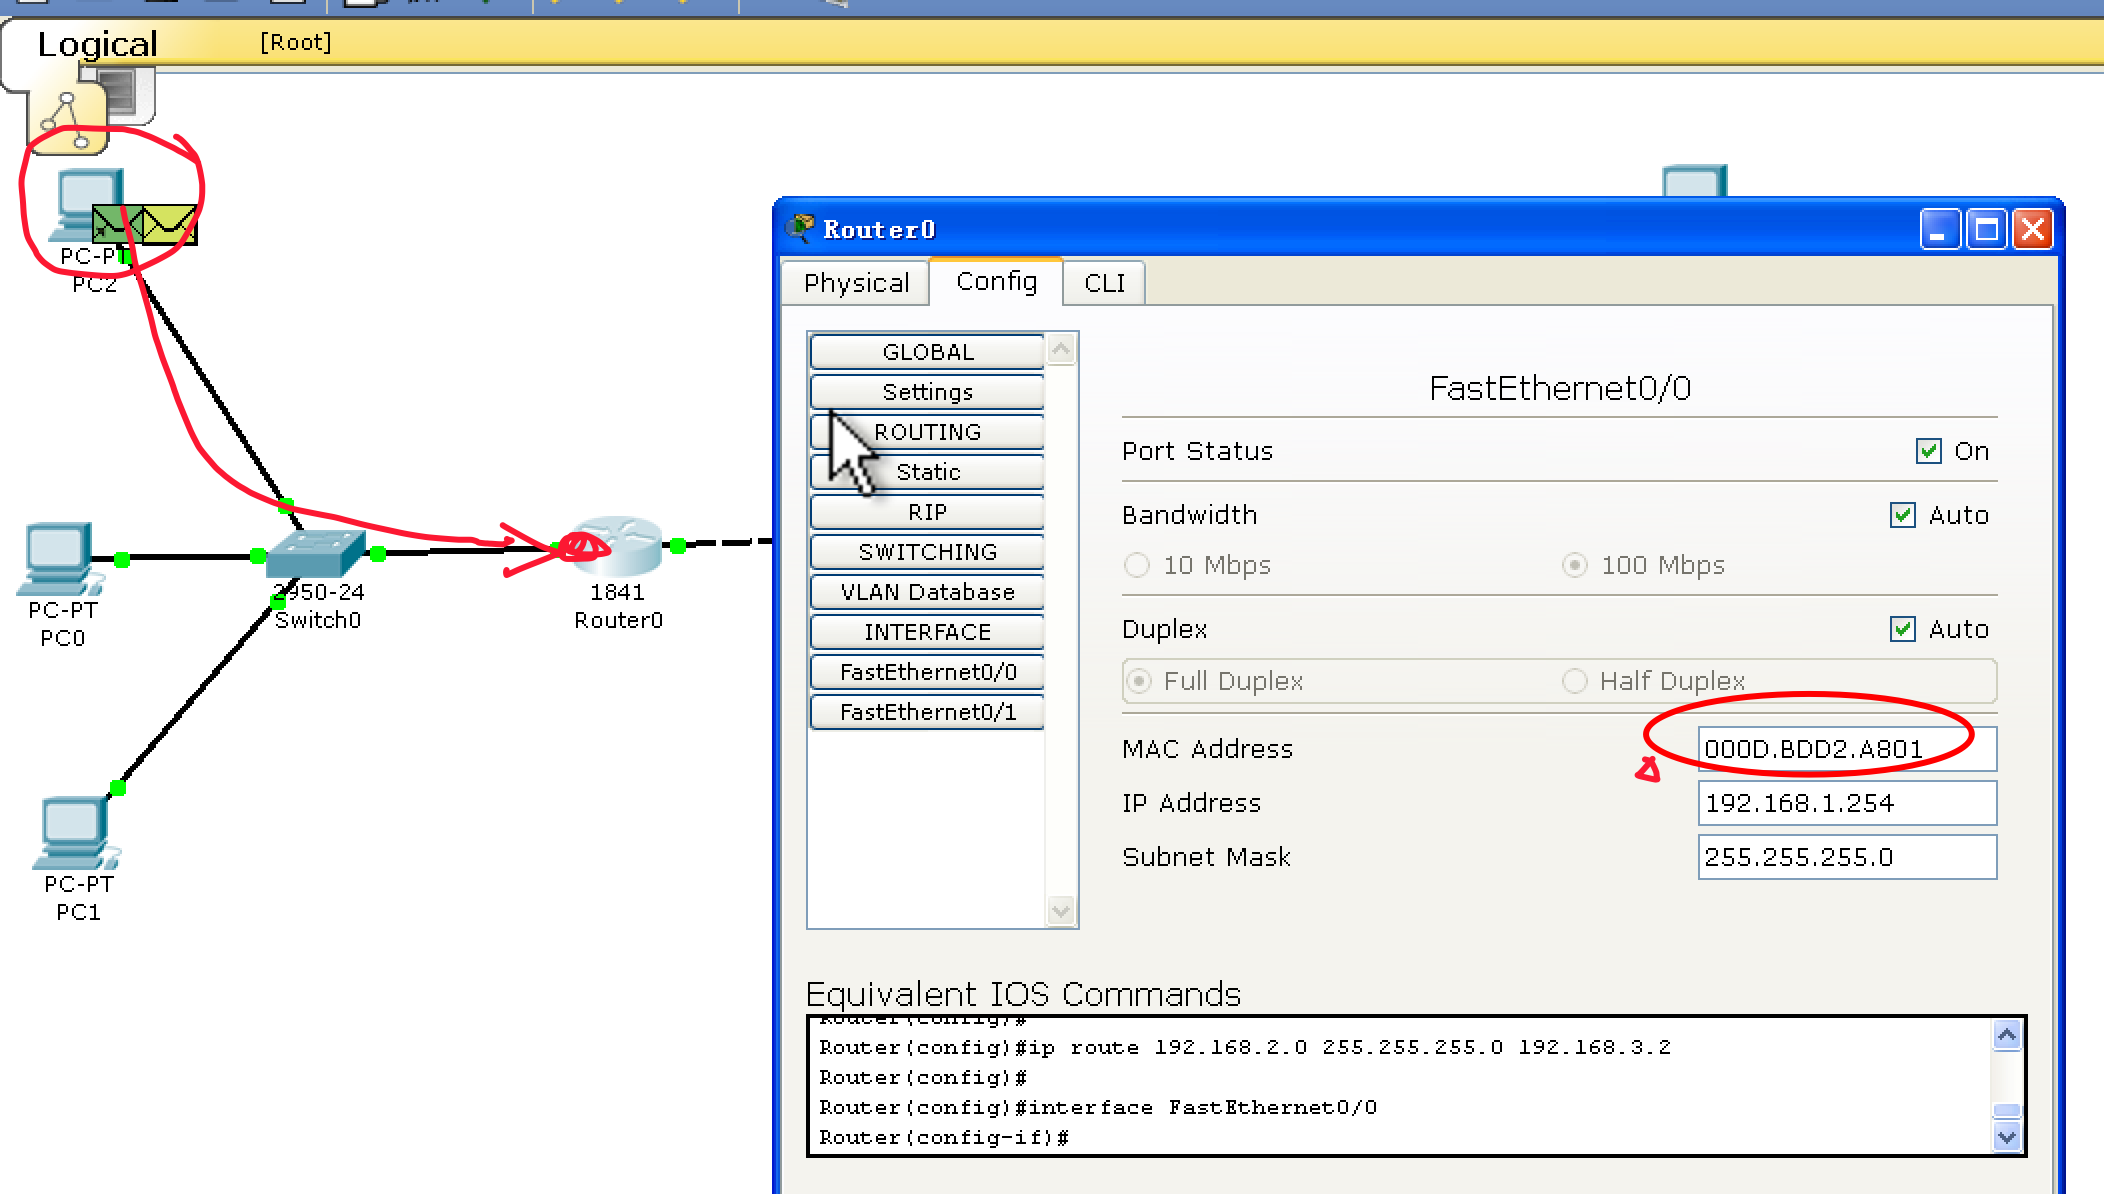 Logical
[Root]
PC-PT
PC2
PC-PT
PC0
2950-24
Switch0
1841
Router0
PC-PT
PC1
Router0
Physical
Config
CLI
GLOBAL
Settings
ROUTING
Static
RIP
SWITCHING
VLAN Database
INTERFACE
FastEthernet0/0
FastEthernet0/1
FastEthernet0/0
Port Status
On
Bandwidth
Auto
10 Mbps
100 Mbps
Duplex
Auto
Full Duplex
Half Duplex
MAC Address
000D.BDD2.A801
IP Address
192.168.1.254
Subnet Mask
255.255.255.0
Equivalent IOS Commands
Router(config)#
Router(config)#ip route 192.168.2.0 255.255.255.0 192.168.3.2
Router(config)#
Router(config)#interface FastEthernet0/0
Router(config-if)#